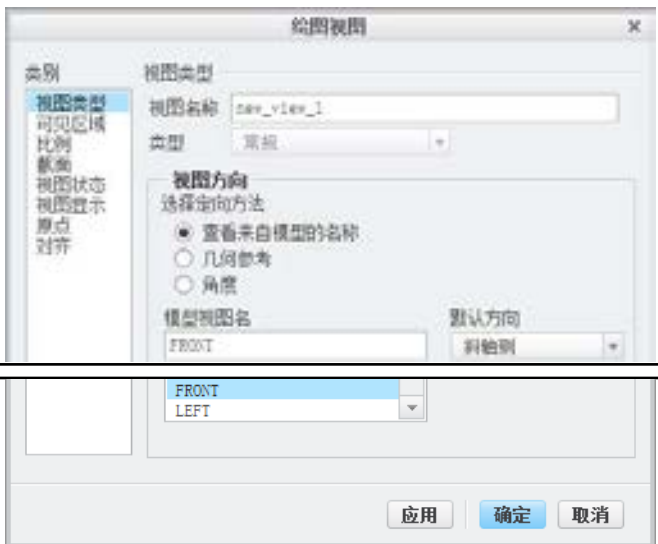 绘图视图
类别
视图类型
可见区域
比例
截面
视图状态
视图显示
原点
对齐
视图类型
视图名称 new_view_1
类型 常规
视图方向
选择定向方法
查看来自模型的名称
几何参考
角度
模型视图名 默认方向
FRONT 斜轴测
FRONT
LEFT
应用 确定 取消